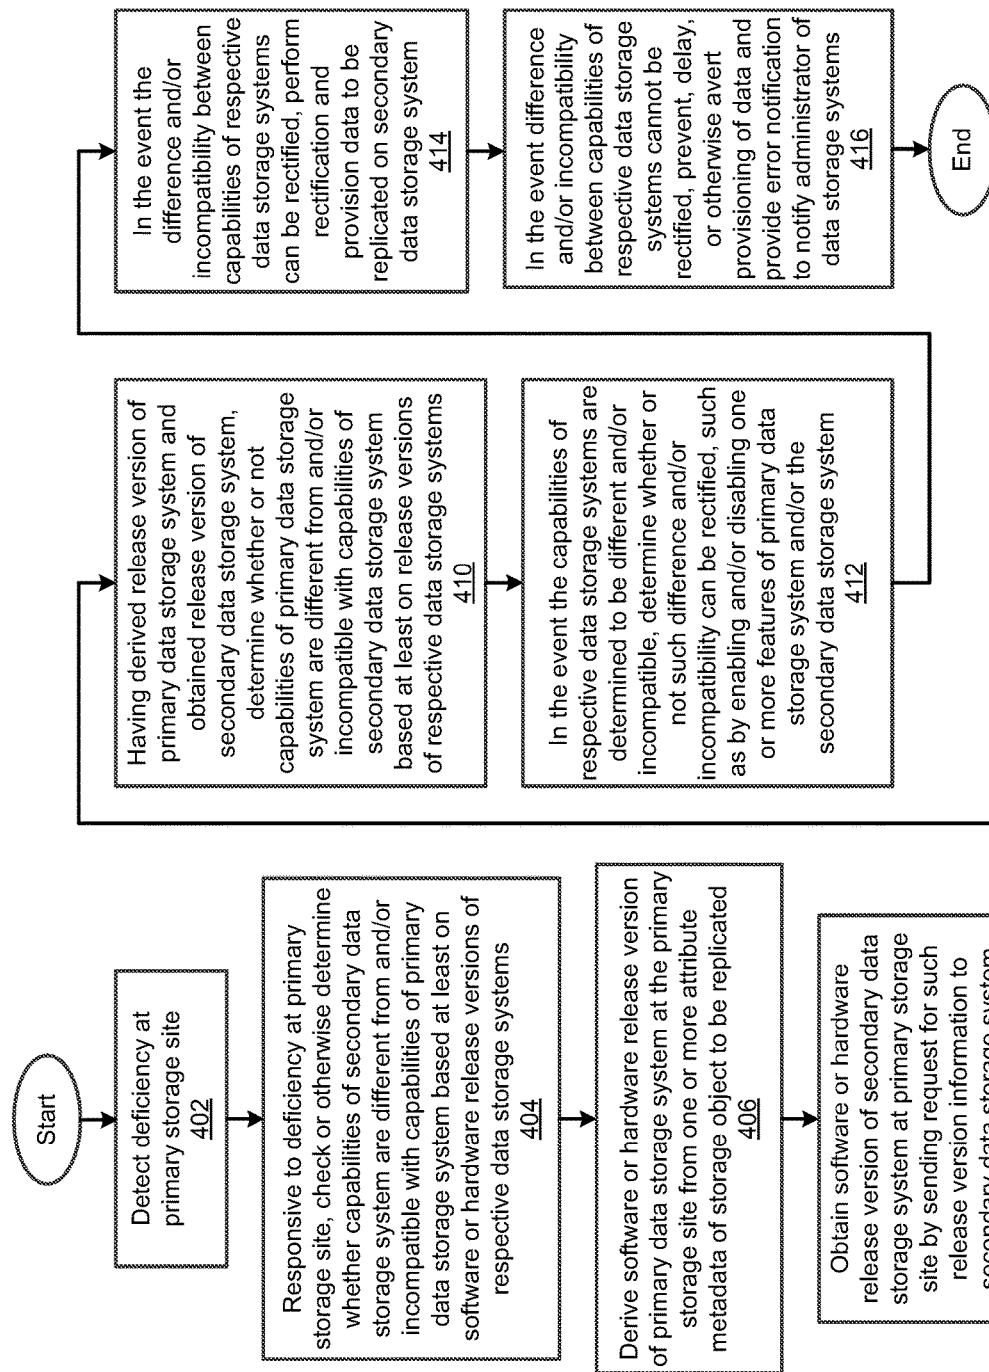 Start
Detect deficiency at
primary storage site
402
Responsive to deficiency at primary
storage site, check or otherwise determine
whether capabilities of secondary data
storage system are different from and/or
incompatible with capabilities of primary
data storage system based at least on
software or hardware release versions of
respective data storage systems
404
Derive software or hardware release version
of primary data storage system at the primary
storage site from one or more attribute
metadata of storage object to be replicated
406
Obtain software or hardware
release version of secondary data
storage system at primary storage
site by sending request for such
release version information to
secondary data storage system
Having derived release version of
primary data storage system and
obtained release version of
secondary data storage system,
determine whether or not
capabilities of primary data storage
system are different from and/or
incompatible with capabilities of
secondary data storage system
based at least on release versions
of respective data storage systems
410
In the event the capabilities of
respective data storage systems are
determined to be different and/or
incompatible, determine whether or
not such difference and/or
incompatibility can be rectified, such
as by enabling and/or disabling one
or more features of primary data
storage system and/or the
secondary data storage system
412
In the event the
difference and/or
incompatibility between
capabilities of respective
data storage systems
can be rectified, perform
rectification and
provision data to be
replicated on secondary
data storage system
414
In the event difference
and/or incompatibility
between capabilities of
respective data storage
systems cannot be
rectified, prevent, delay,
or otherwise avert
provisioning of data and
provide error notification
to notify administrator of
data storage systems
416
End